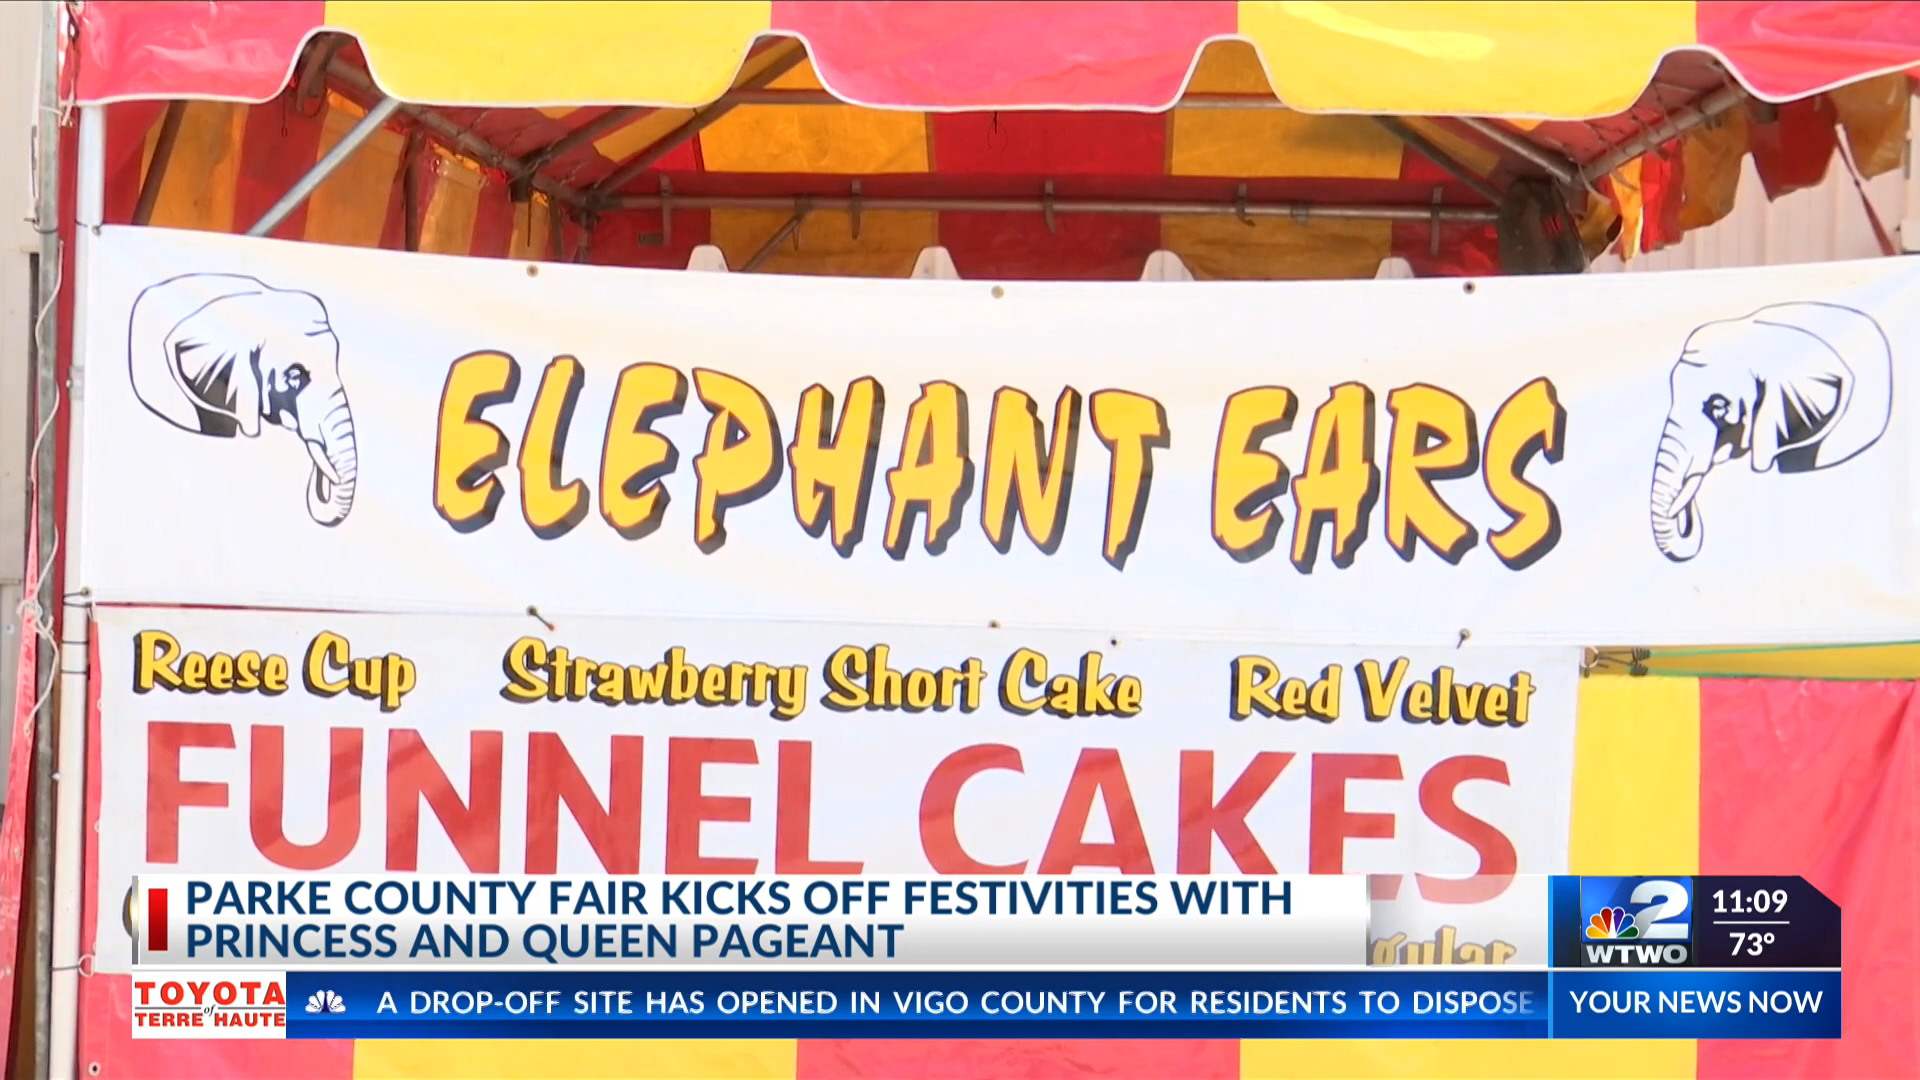 ELEPHANT EARS
Reese Cup Strawberry Short Cake Red Velvet
FUNNEL CAKES
PARKE COUNTY FAIR KICKS OFF FESTIVITIES WITH
PRINCESS AND QUEEN PAGEANT
2
WTWO
11:09
73°
TOYOTA
of
TERRE HAUTE
A DROP-OFF SITE HAS OPENED IN VIGO COUNTY FOR RESIDENTS TO DISPOSE
YOUR NEWS NOW